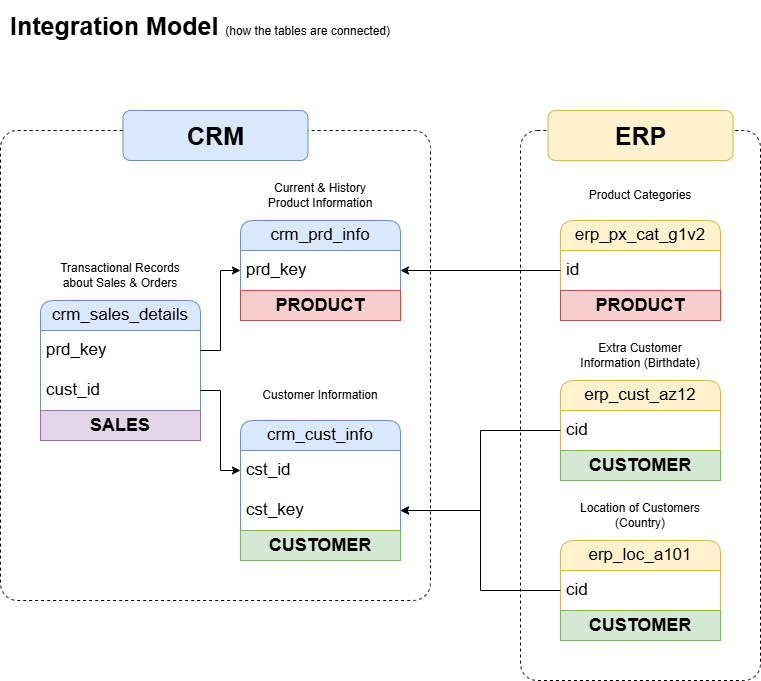 Integration Model (how the tables are connected)
CRM
Current & History
Product Information
crm_prd_info
prd_key
PRODUCT
Transactional Records
about Sales & Orders
crm_sales_details
prd_key
cust_id
SALES
Customer Information
crm_cust_info
cst_id
cst_key
CUSTOMER
ERP
Product Categories
erp_px_cat_g1v2
id
PRODUCT
Extra Customer
Information (Birthdate)
erp_cust_az12
cid
CUSTOMER
Location of Customers
(Country)
erp_loc_a101
cid
CUSTOMER